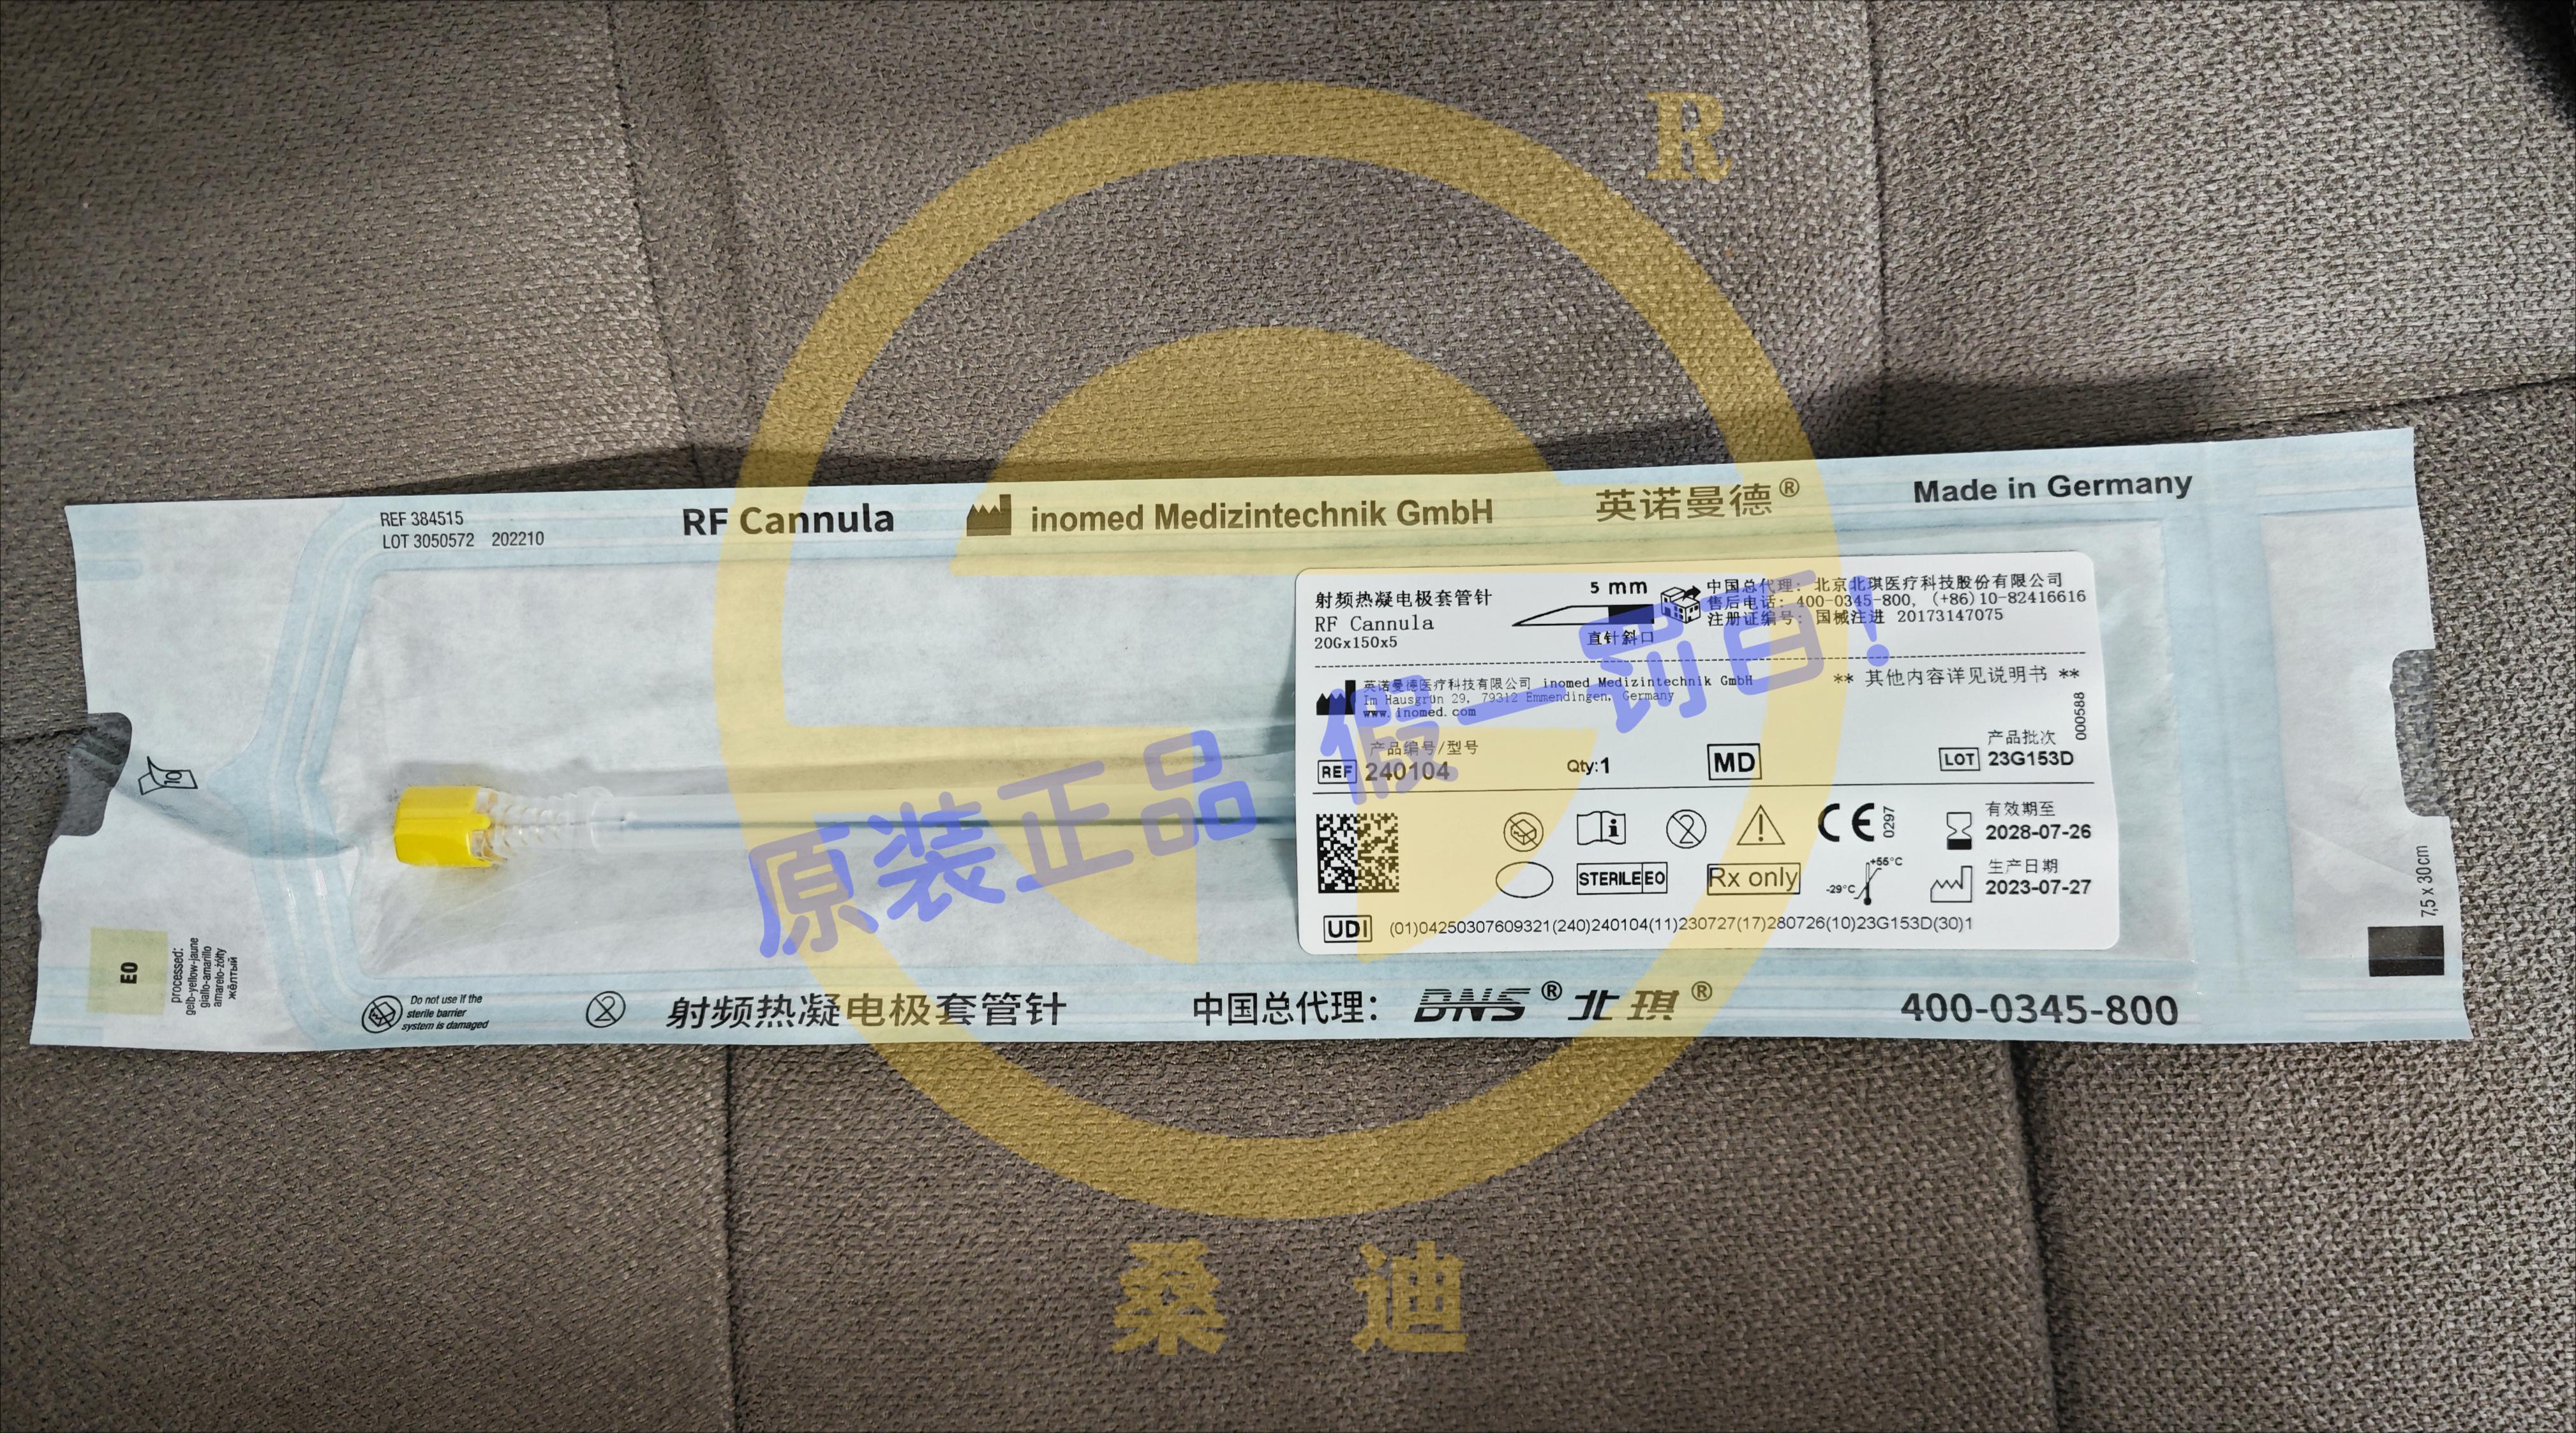 R
REF 384515
LOT 3050572 202210
RF Cannula
inomed Medizintechnik GmbH
英诺曼德®
Made in Germany
射频热凝电极套管针
RF Cannula
20Gx150x5
5 mm
直针斜口
中国总代理: 北京北琪医疗科技股份有限公司
售后电话: 400-0345-800, (+86)10-82416616
注册证编号: 国械注进 20173147075
英诺曼德医疗科技有限公司 inomed Medizintechnik GmbH
Im Hausgrün 29, 79312 Emmendingen, Germany
www.inomed.com
** 其他内容详见说明书 **
000588
产品编号/型号
REF 240104
Qty:1
MD
产品批次
LOT 23G153D
CE 0297
有效期至
2028-07-26
STERILE EO
Rx only
-29°C
+55°C
生产日期
2023-07-27
UDI (01)04250307609321(240)240104(11)230727(17)280726(10)23G153D(30)1
原装正品 假一罚百!
10
EO
processed:
gelb-yellow-jaune
giallo-amarillo
amarelo-żółty
жёлтый
Do not use if the
sterile barrier
system is damaged
2
射频热凝电极套管针
中国总代理: BNS® 北琪®
400-0345-800
7,5 x 30cm
桑迪